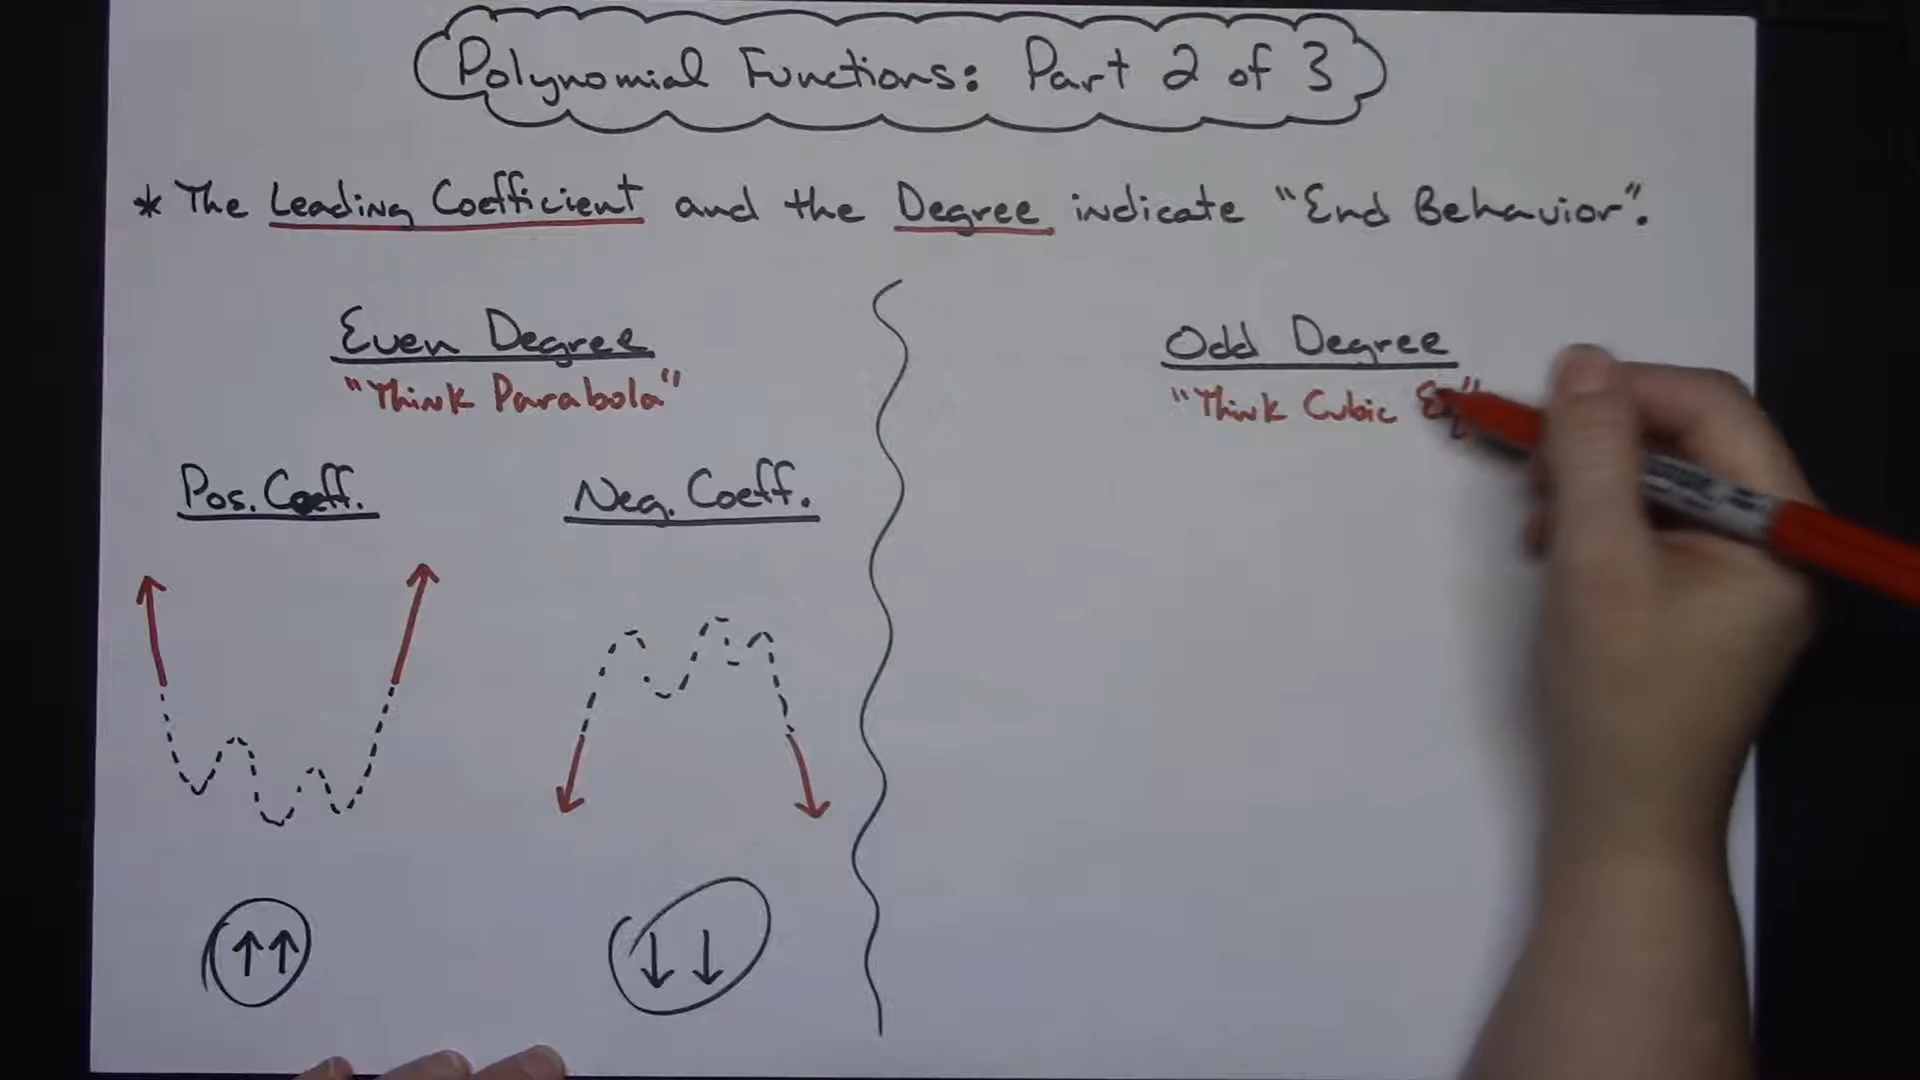 Polynomial Functions: Part 2 of 3
* The Leading Coefficient and the Degree indicate "End Behavior".
Even Degree
"Think Parabola"
Pos. Coeff.
Neg. Coeff.
↑↑
↓↓
Odd Degree
"Think Cubic